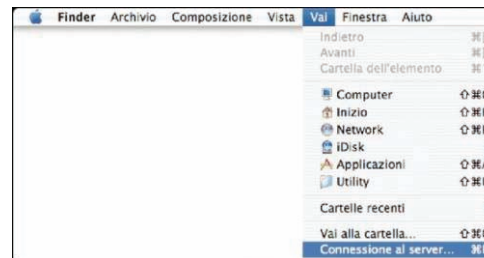 Finder Archivio Composizione Vista Vai Finestra Aiuto
Indietro ⌘
Avanti ⌘
Cartella dell'elemento ⌘
Computer ⇧⌘
Inizio ⇧⌘
Network ⇧⌘
iDisk
Applicazioni ⇧⌘A
Utility ⇧⌘
Cartelle recenti
Vai alla cartella... ⇧⌘
Connessione al server... ⌘